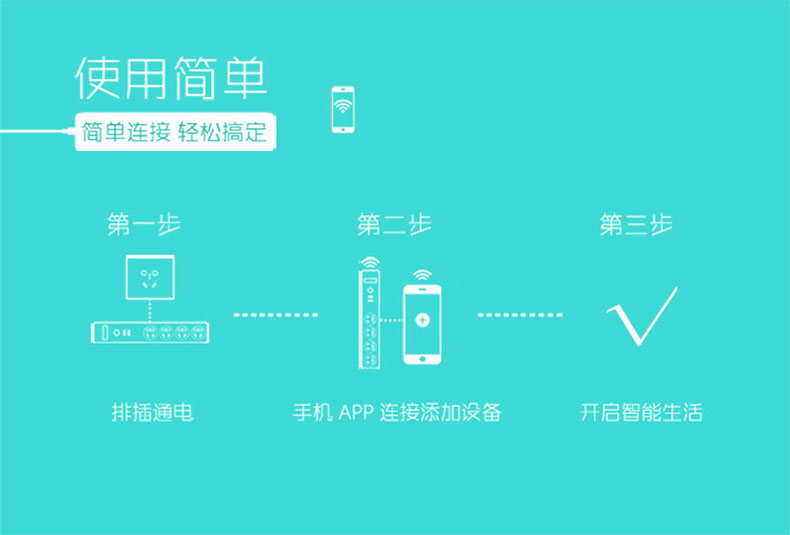 使用简单
简单连接 轻松搞定
第一步
第二步
第三步
排插通电
手机 APP 连接添加设备
开启智能生活